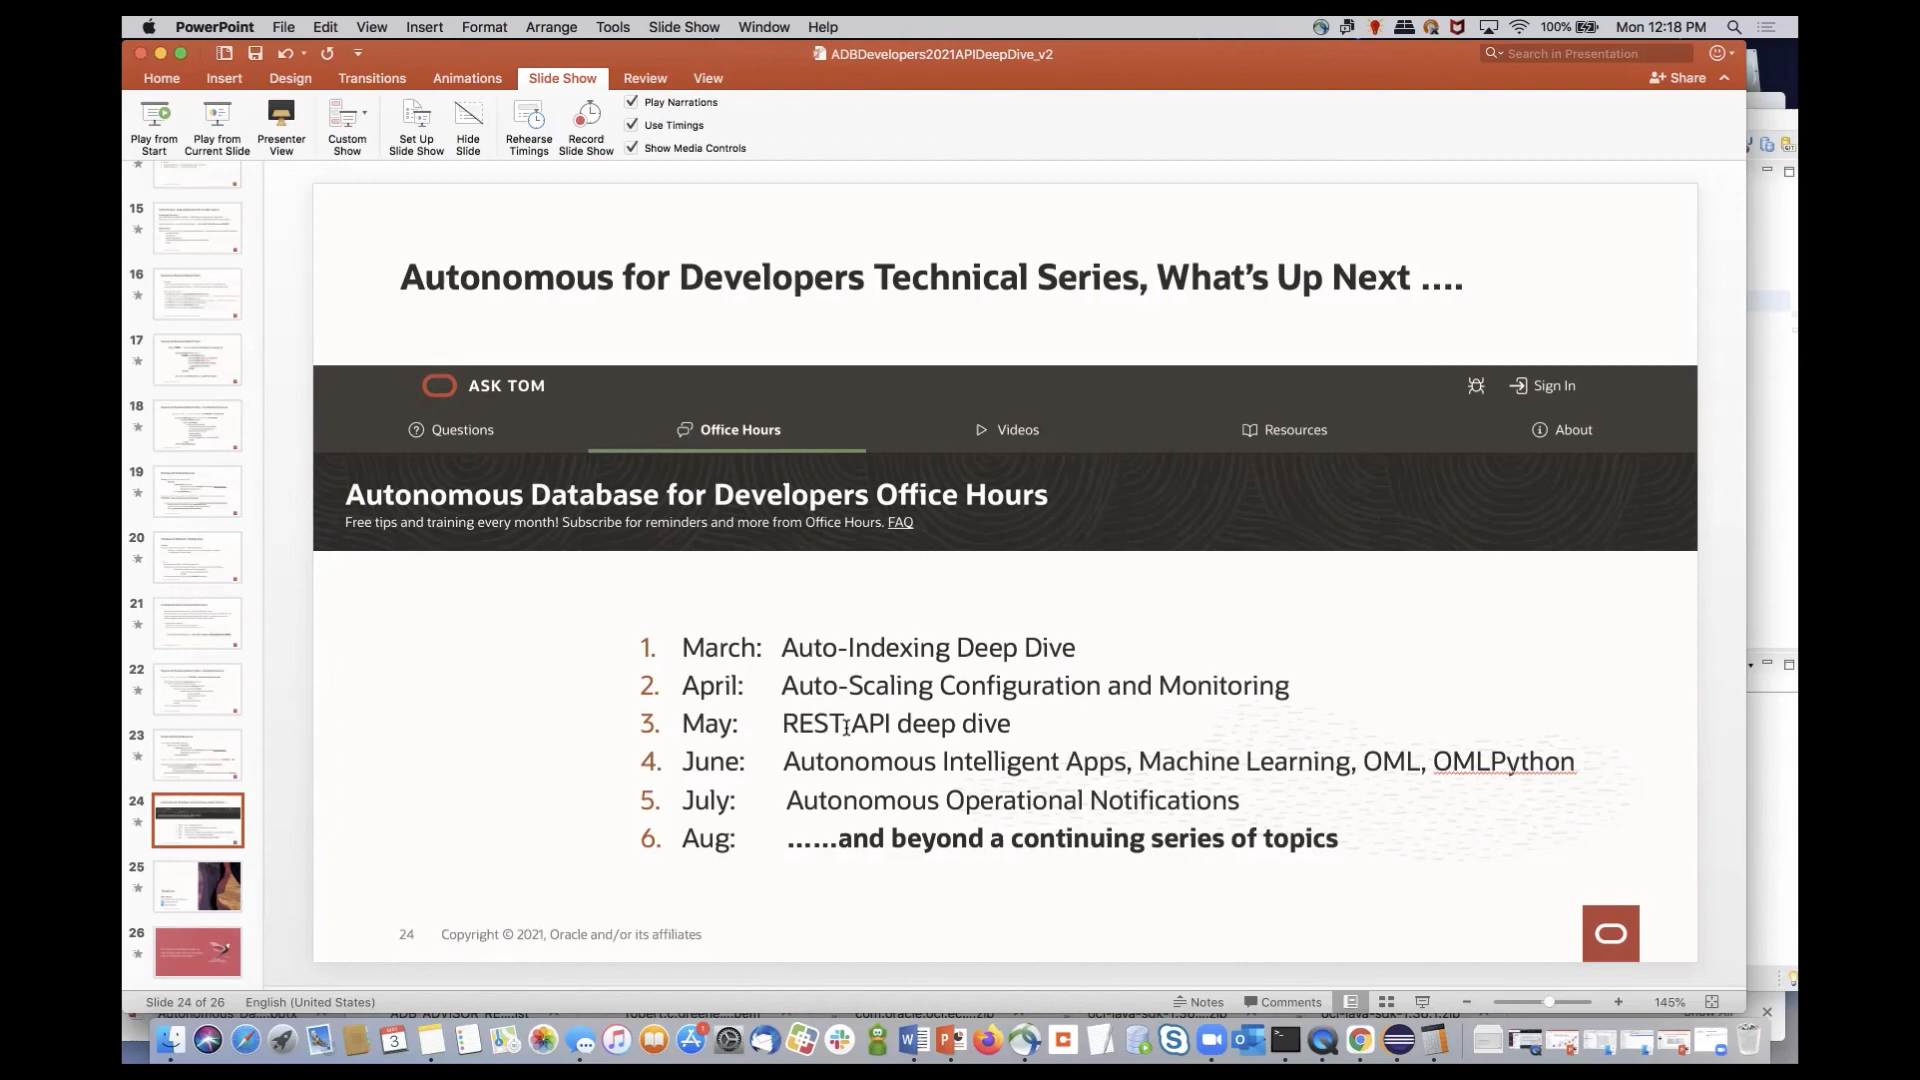 PowerPoint File Edit View Insert Format Arrange Tools Slide Show Window Help 100% Mon 12:18 PM
ADBDevelopers2021APIDeepDive_v2 Search in Presentation
Home Insert Design Transitions Animations Slide Show Review View Share
Play from Start
Play from Current Slide
Presenter View
Custom Show
Set Up Slide Show
Hide Slide
Rehearse Timings
Record Slide Show
Play Narrations
Use Timings
Show Media Controls
15
16
17
18
19
20
21
22
23
24
25
26
Autonomous for Developers Technical Series, What's Up Next ....
ASK TOM Sign In
Questions Office Hours Videos Resources About
Autonomous Database for Developers Office Hours
Free tips and training every month! Subscribe for reminders and more from Office Hours. FAQ
1. March: Auto-Indexing Deep Dive
2. April: Auto-Scaling Configuration and Monitoring
3. May: REST API deep dive
4. June: Autonomous Intelligent Apps, Machine Learning, OML, OMLPython
5. July: Autonomous Operational Notifications
6. Aug: ......and beyond a continuing series of topics
24 Copyright © 2021, Oracle and/or its affiliates
Slide 24 of 26 English (United States) Notes Comments 145%